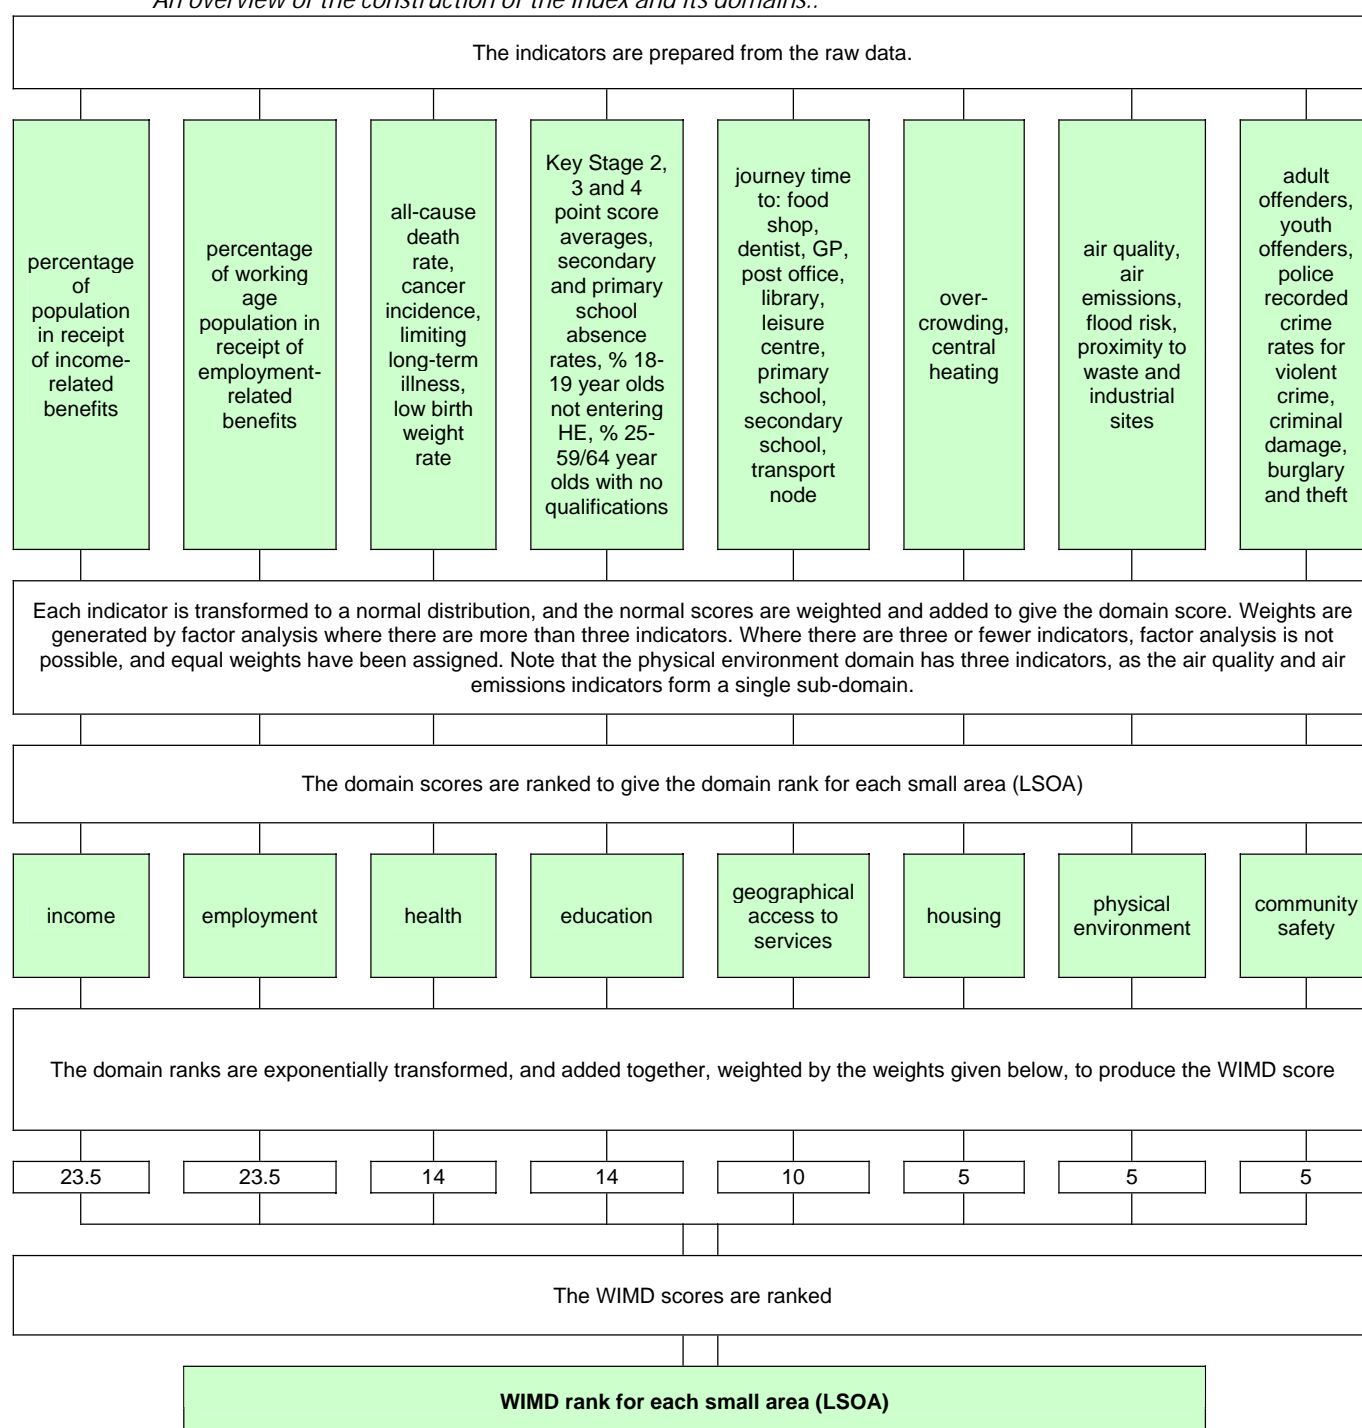 An overview of the construction of the index and its domains..
The indicators are prepared from the raw data.
percentage
of
population
in receipt
of income-
related
benefits
percentage
of working
age
population in
receipt of
employment-
related
benefits
all-cause
death
rate,
cancer
incidence,
limiting
long-term
illness,
low birth
weight
rate
Key Stage 2,
3 and 4
point score
averages,
secondary
and primary
school
absence
rates, % 18-
19 year olds
not entering
HE, % 25-
59/64 year
olds with no
qualifications
journey time
to: food
shop,
dentist, GP,
post office,
library,
leisure
centre,
primary
school,
secondary
school,
transport
node
over-
crowding,
central
heating
air quality,
air
emissions,
flood risk,
proximity to
waste and
industrial
sites
adult
offenders,
youth
offenders,
police
recorded
crime
rates for
violent
crime,
criminal
damage,
burglary
and theft
Each indicator is transformed to a normal distribution, and the normal scores are weighted and added to give the domain score. Weights are
generated by factor analysis where there are more than three indicators. Where there are three or fewer indicators, factor analysis is not
possible, and equal weights have been assigned. Note that the physical environment domain has three indicators, as the air quality and air
emissions indicators form a single sub-domain.
The domain scores are ranked to give the domain rank for each small area (LSOA)
income
employment
health
education
geographical
access to
services
housing
physical
environment
community
safety
The domain ranks are exponentially transformed, and added together, weighted by the weights given below, to produce the WIMD score
23.5
23.5
14
14
10
5
5
5
The WIMD scores are ranked
WIMD rank for each small area (LSOA)